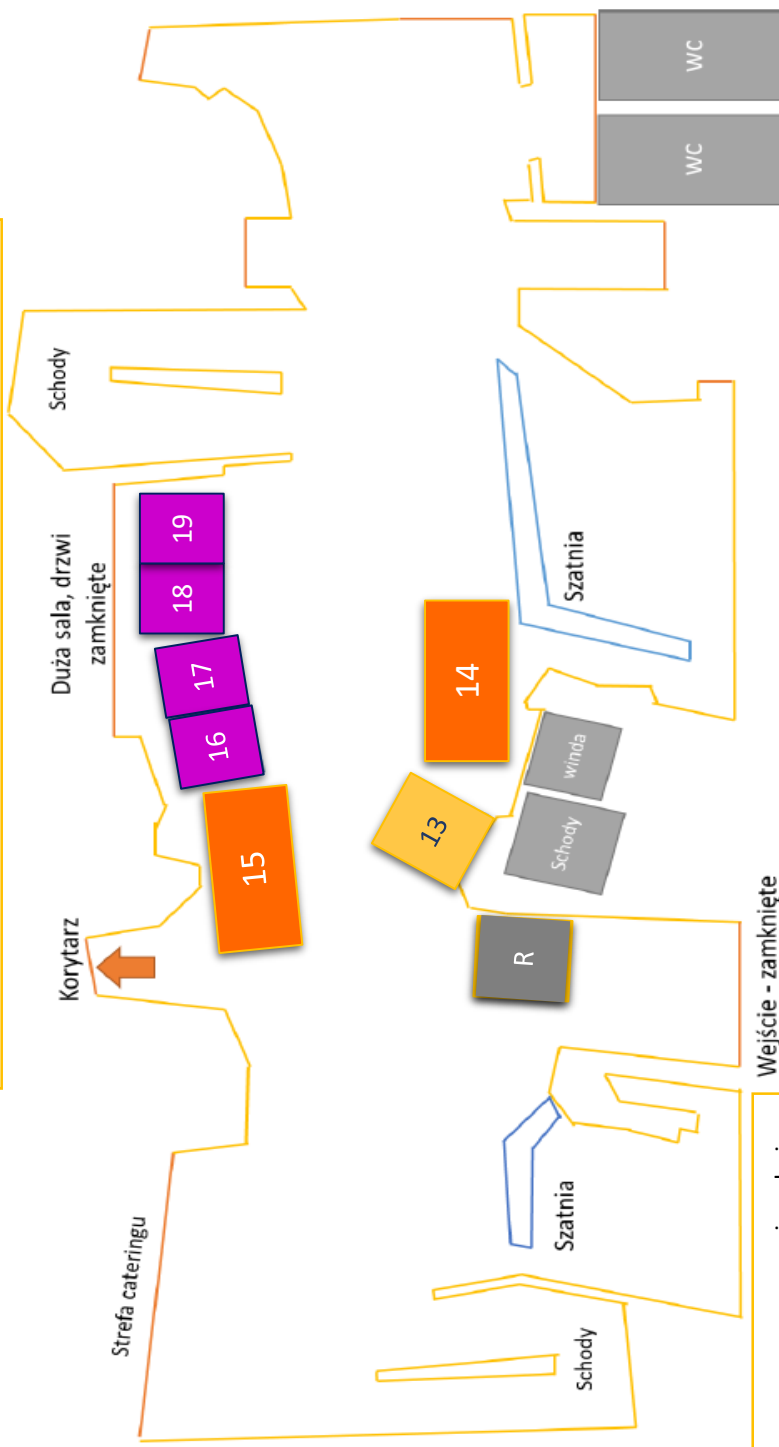 Strefa cateringu
Korytarz
Duża sala, drzwi
zamknięte
Schody
15
16
17
18
19
13
14
R
Schody
winda
Szatnia
Szatnia
Schody
WC
WC
Wejście - zamknięte